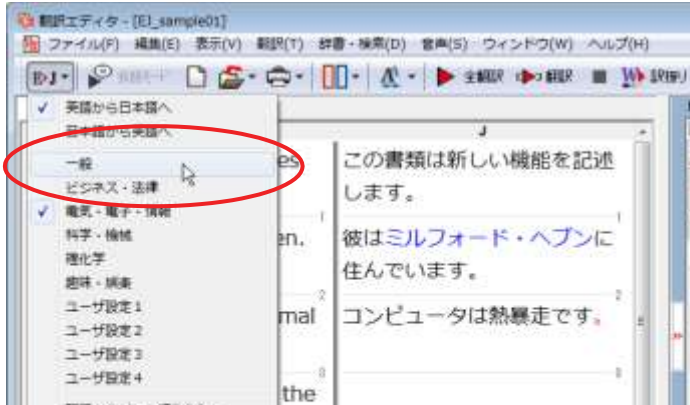 翻訳エディタ - [EJ_sample01]
ファイル(F) 編集(E) 表示(V) 翻訳(T) 辞書・検索(D) 音声(S) ウィンドウ(W) ヘルプ(H)
E▶J 全翻訳 翻訳 訳振り
英語から日本語へ
日本語から英語へ
J
一般
ビジネス・法律
電気・電子・情報
科学・機械
理化学
趣味・娯楽
ユーザ設定1
ユーザ設定2
ユーザ設定3
ユーザ設定4
es
この書類は新しい機能を記述
します。
1
1
en.
彼はミルフォード・ヘブンに
住んでいます。
2
2
mal
コンピュータは熱暴走です。
3
3
the